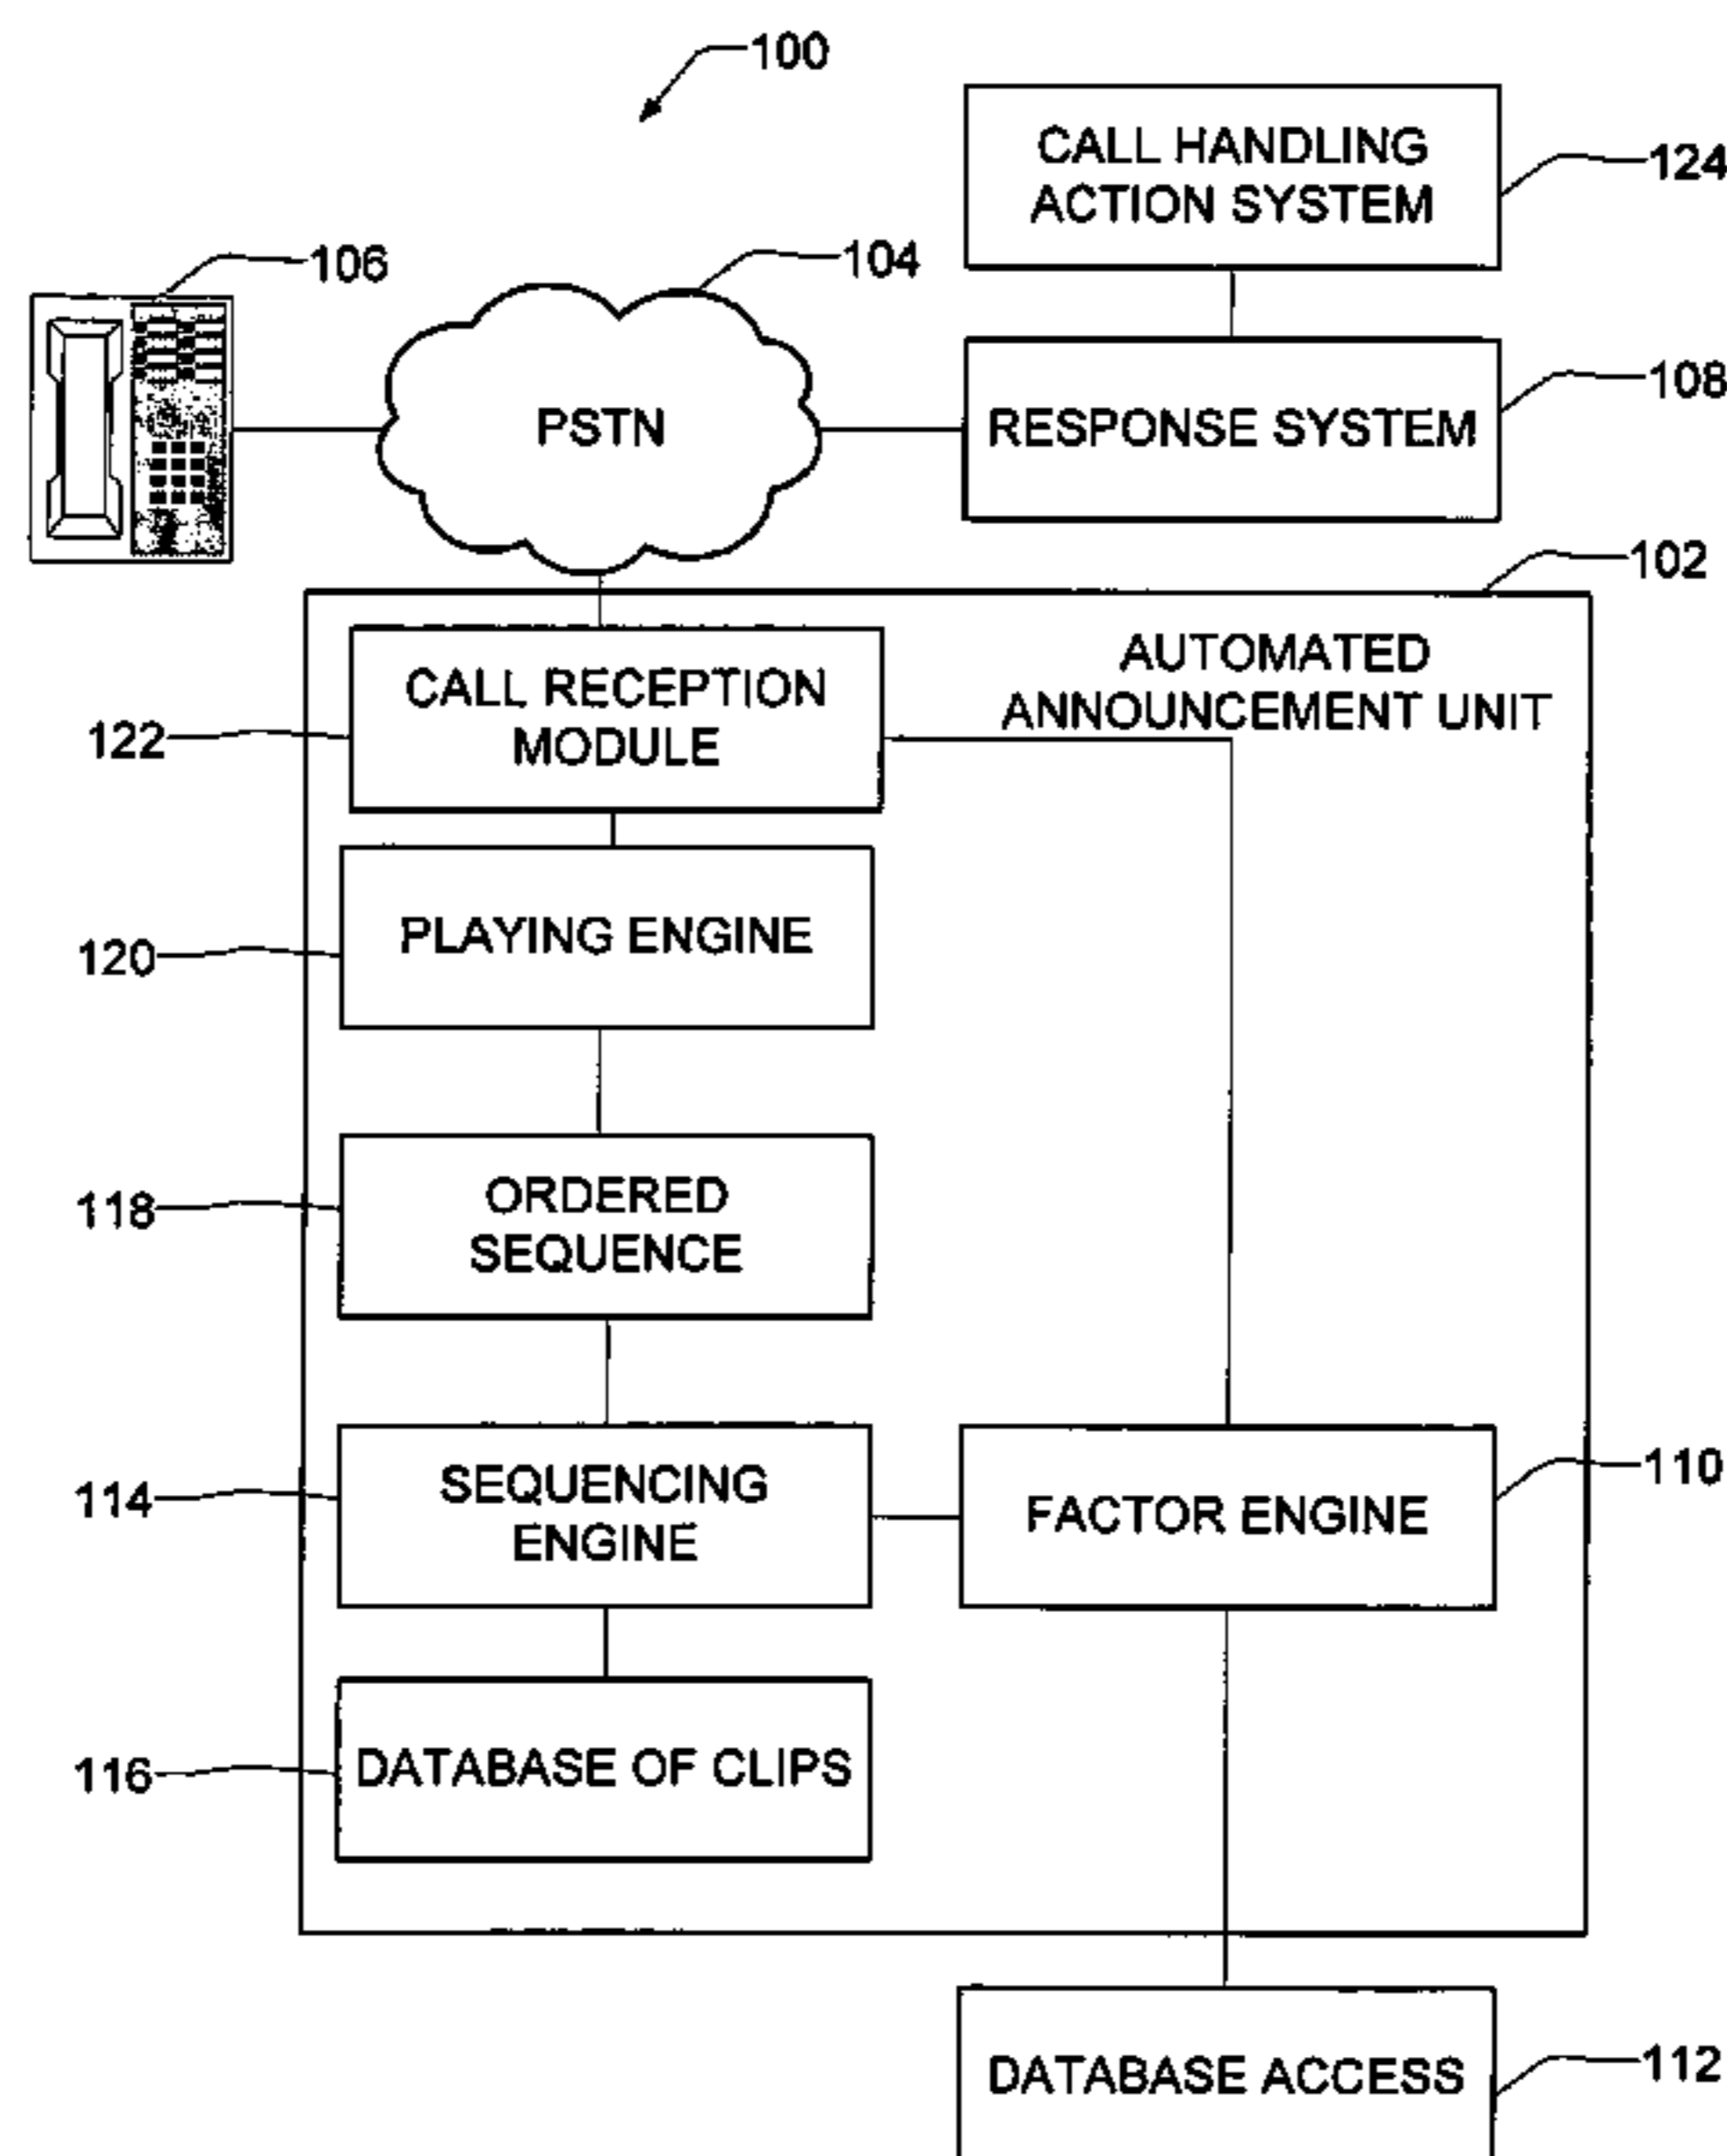 100
CALL HANDLING
ACTION SYSTEM
124
106
104
PSTN
RESPONSE SYSTEM
108
102
AUTOMATED
ANNOUNCEMENT UNIT
CALL RECEPTION
MODULE
122
PLAYING ENGINE
120
ORDERED
SEQUENCE
118
SEQUENCING
ENGINE
114
FACTOR ENGINE
110
DATABASE OF CLIPS
116
DATABASE ACCESS
112